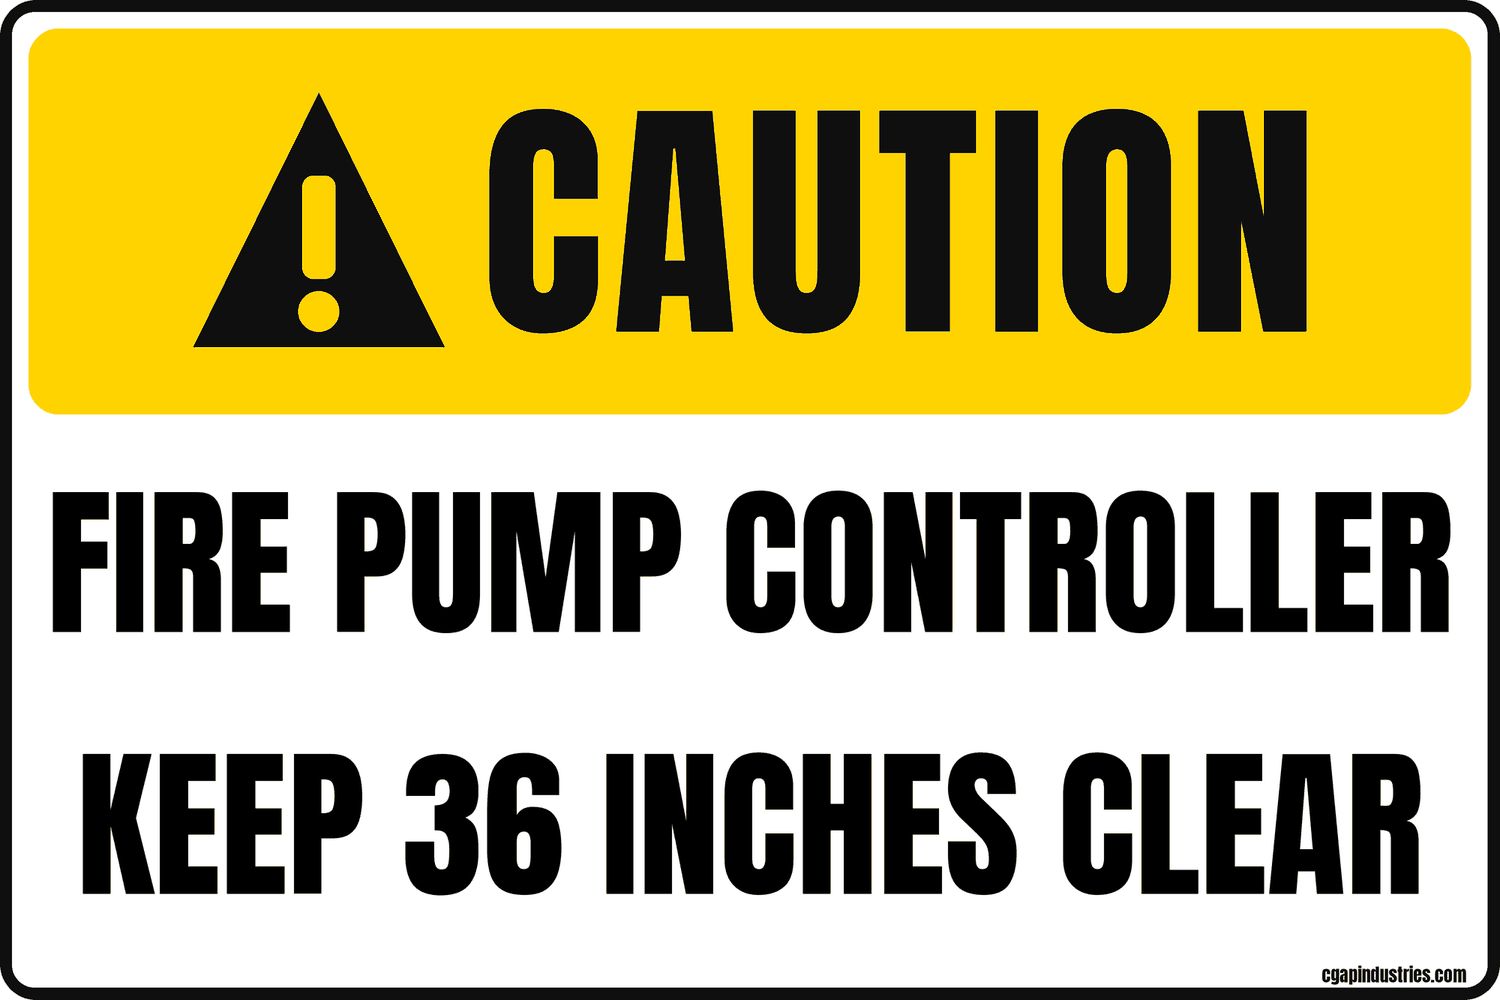 CAUTION
FIRE PUMP CONTROLLER
KEEP 36 INCHES CLEAR
cgapindustries.com